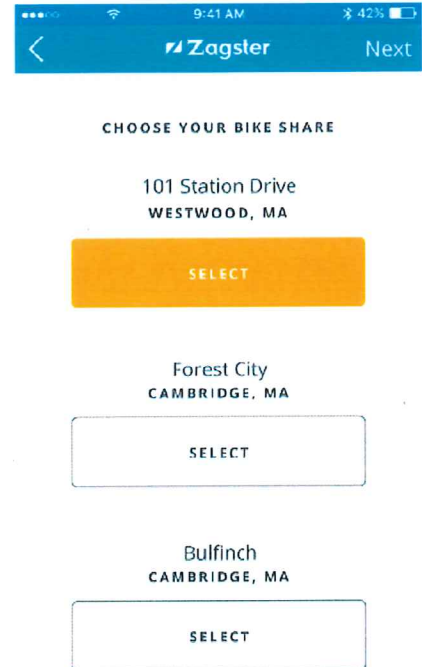 9:41 AM
42%
Zagster
Next
CHOOSE YOUR BIKE SHARE
101 Station Drive
WESTWOOD, MA
SELECT
Forest City
CAMBRIDGE, MA
SELECT
Bulfinch
CAMBRIDGE, MA
SELECT